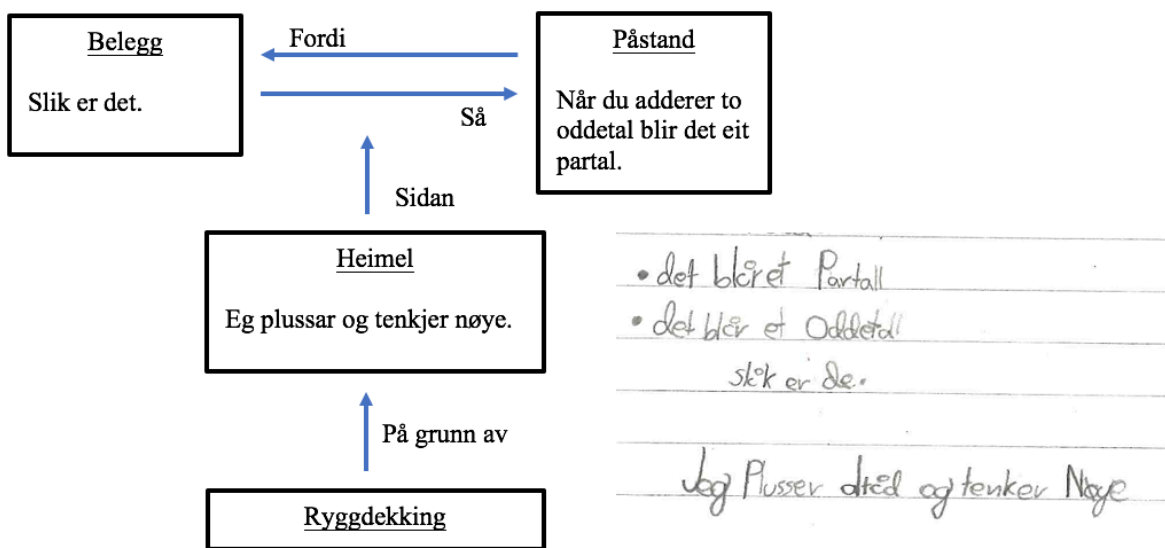 Belegg
Slik er det.
Fordi
Så
Påstand
Når du adderer to
oddetal blir det eit
partal.
Sidan
Heimel
Eg plussar og tenkjer nøye.
På grunn av
Ryggdekking
• det blir et Partall
• det blir et Oddetall
slik er de.
Jeg Plusser og tenker Nøye